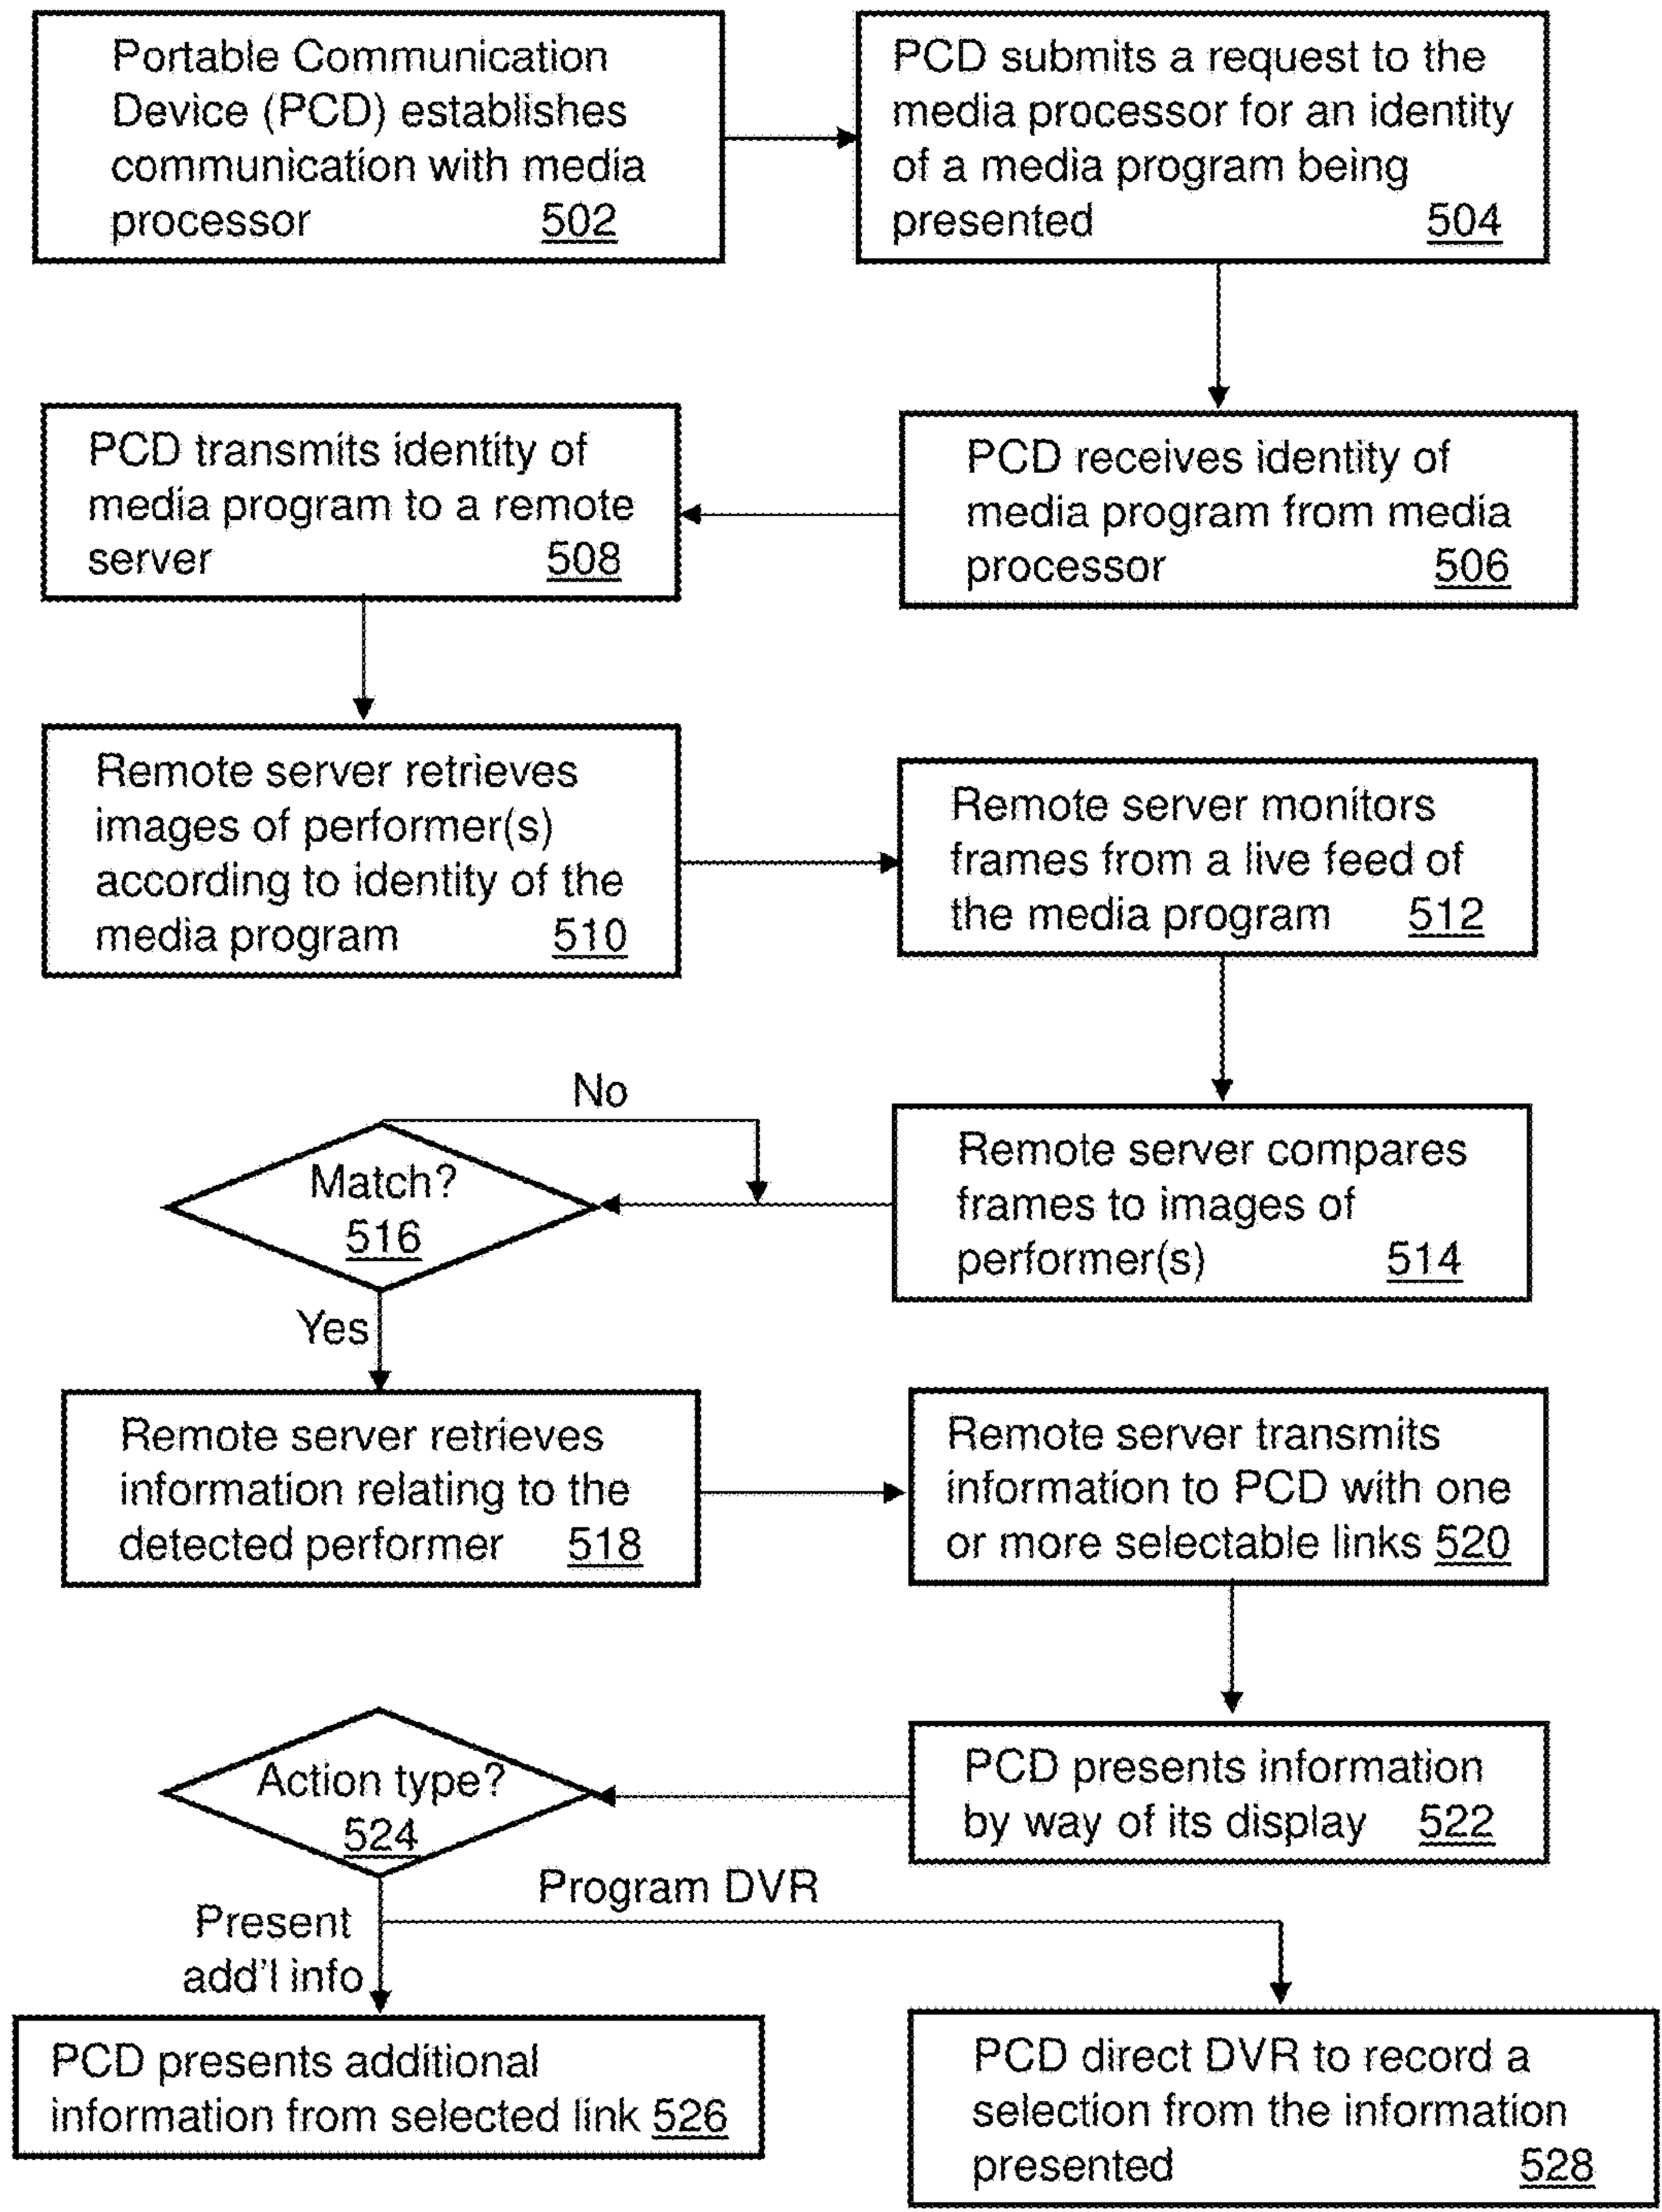 Portable Communication
Device (PCD) establishes
communication with media
processor 502
PCD submits a request to the
media processor for an identity
of a media program being
presented 504
PCD transmits identity of
media program to a remote
server 508
PCD receives identity of
media program from media
processor 506
Remote server retrieves
images of performer(s)
according to identity of the
media program 510
Remote server monitors
frames from a live feed of
the media program 512
No
Match?
516
Remote server compares
frames to images of
performer(s) 514
Yes
Remote server retrieves
information relating to the
detected performer 518
Remote server transmits
information to PCD with one
or more selectable links 520
Action type?
524
PCD presents information
by way of its display 522
Program DVR
Present
add'l info
PCD presents additional
information from selected link 526
PCD direct DVR to record a
selection from the information
presented 528